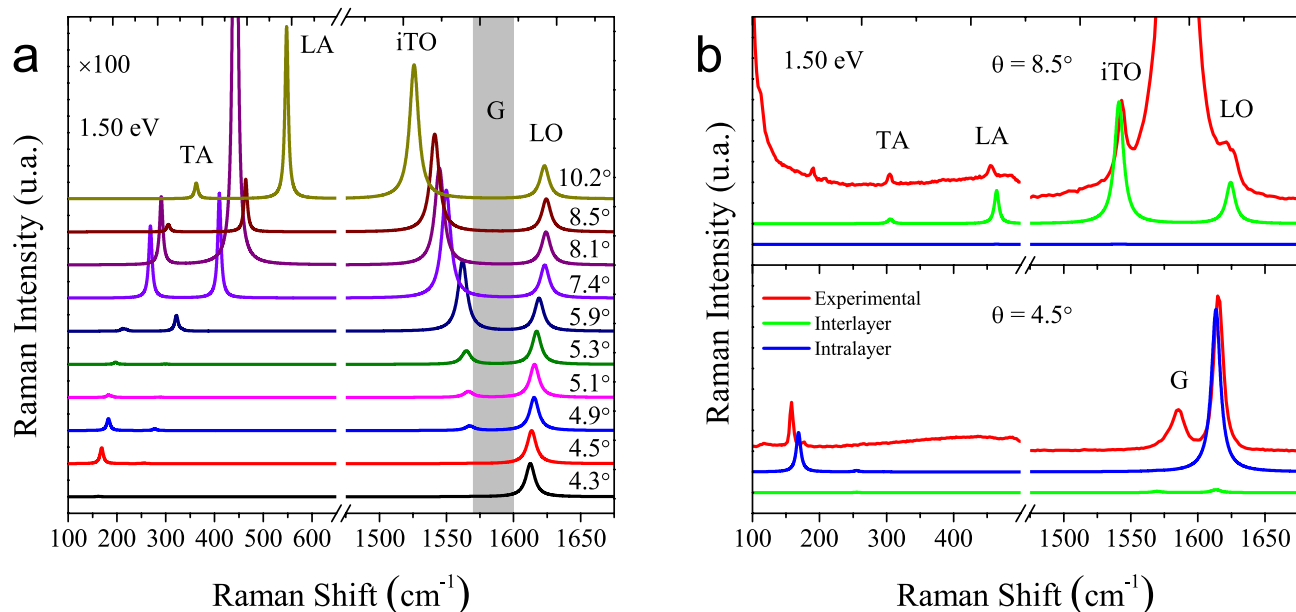 a
×100
1.50 eV
TA
LA
iTO
G
LO
10.2°
8.5°
8.1°
7.4°
5.9°
5.3°
5.1°
4.9°
4.5°
4.3°
Raman Intensity (u.a.)
100 200 300 400 500 600 1500 1550 1600 1650
Raman Shift (cm⁻¹)
b
1.50 eV
θ = 8.5°
iTO
TA
LA
LO
Experimental
Interlayer
Intralayer
θ = 4.5°
G
Raman Intensity (u.a.)
100 200 300 400 1500 1550 1600 1650
Raman Shift (cm⁻¹)